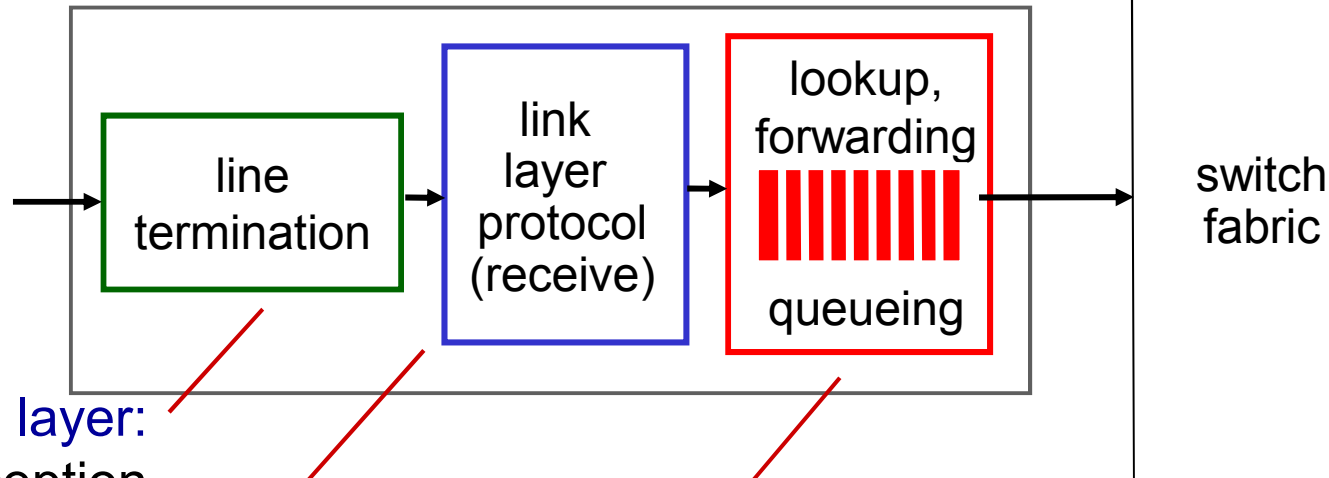 line
termination
link
layer
protocol
(receive)
lookup,
forwarding
queueing
switch
fabric
layer: